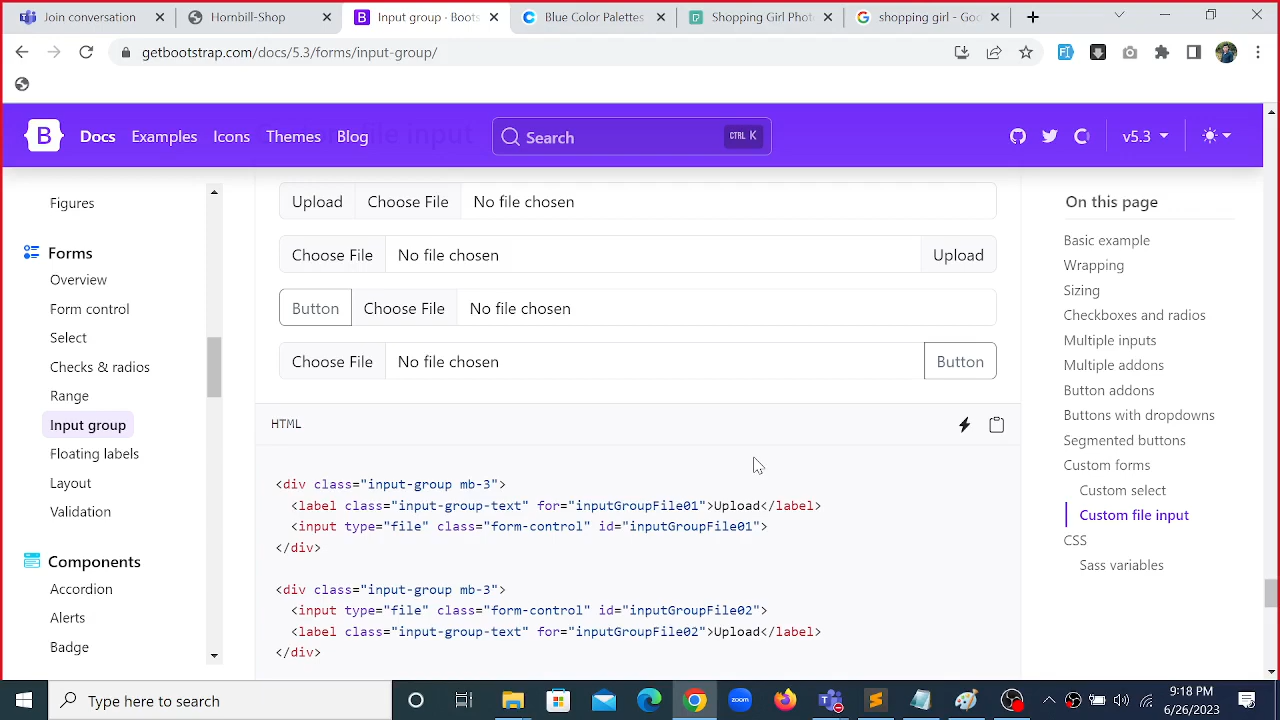 Join conversation
Hornbill-Shop
Input group · Boots
Blue Color Palettes
Shopping Girl Phot
shopping girl - Goo
getbootstrap.com/docs/5.3/forms/input-group/
B
Docs
Examples
Icons
Themes
Blog
Search
CTRL K
v5.3
Figures
Forms
Overview
Form control
Select
Checks & radios
Range
Input group
Floating labels
Layout
Validation
Components
Accordion
Alerts
Badge
Upload Choose File No file chosen
Choose File No file chosen Upload
Button Choose File No file chosen
Choose File No file chosen Button
HTML
<div class="input-group mb-3">
<label class="input-group-text" for="inputGroupFile01">Upload</label>
<input type="file" class="form-control" id="inputGroupFile01">
</div>
<div class="input-group mb-3">
<input type="file" class="form-control" id="inputGroupFile02">
<label class="input-group-text" for="inputGroupFile02">Upload</label>
</div>
On this page
Basic example
Wrapping
Sizing
Checkboxes and radios
Multiple inputs
Multiple addons
Button addons
Buttons with dropdowns
Segmented buttons
Custom forms
Custom select
Custom file input
CSS
Sass variables
Type here to search
zoom
9:18 PM
6/26/2023